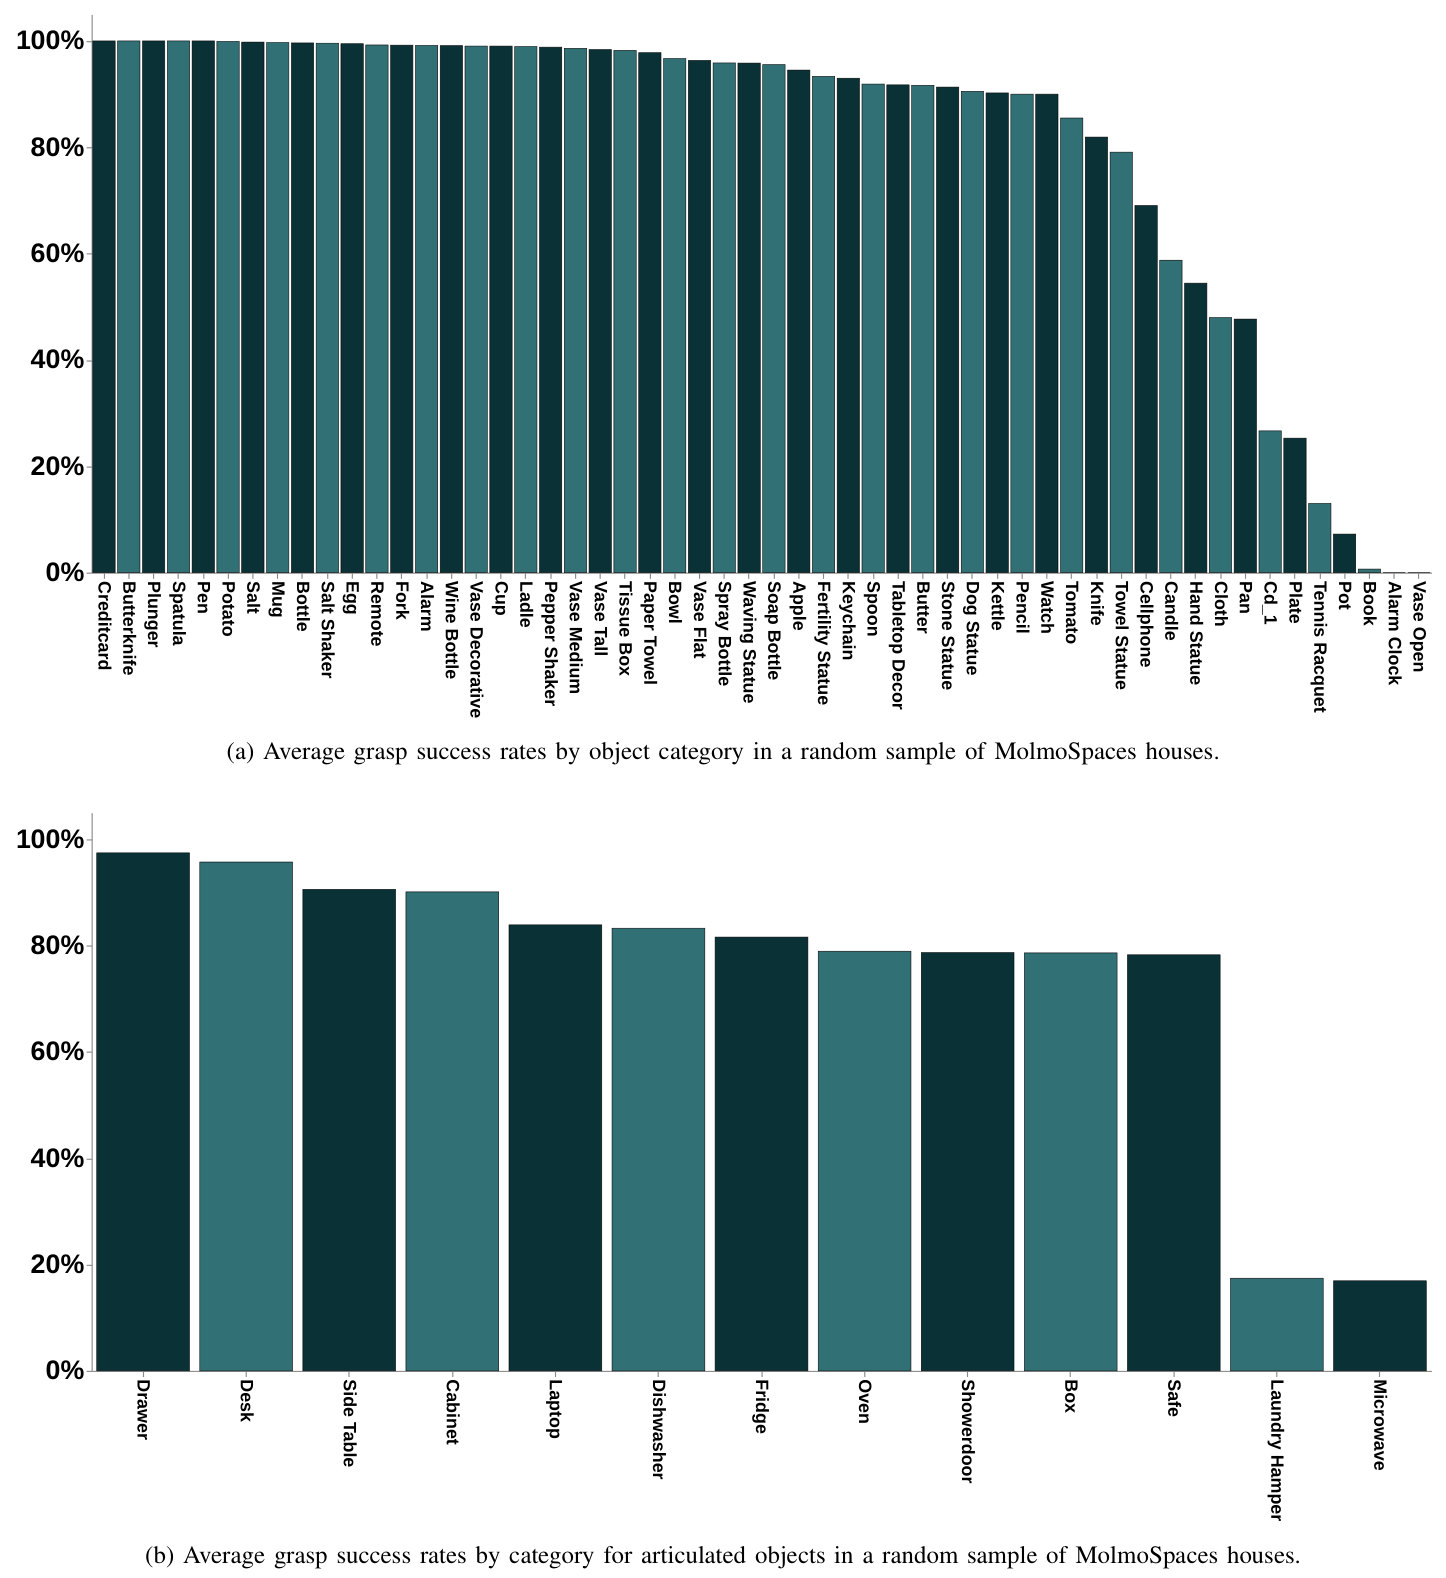 100%
80%
60%
40%
20%
0%
Creditcard
Butterknife
Plunger
Spatula
Pen
Potato
Salt
Mug
Bottle
Salt Shaker
Egg
Remote
Fork
Alarm
Wine Bottle
Vase Decorative
Cup
Ladle
Pepper Shaker
Vase Medium
Vase Tall
Tissue Box
Paper Towel
Bowl
Vase Flat
Spray Bottle
Waving Statue
Soap Bottle
Apple
Fertility Statue
Keychain
Spoon
Tabletop Decor
Butter
Stone Statue
Dog Statue
Kettle
Pencil
Watch
Tomato
Knife
Towel Statue
Cellphone
Candle
Hand Statue
Cloth
Pan
Cd_1
Plate
Tennis Racquet
Pot
Book
Alarm Clock
Vase Open
(a) Average grasp success rates by object category in a random sample of MolmoSpaces houses.
100%
80%
60%
40%
20%
0%
Drawer
Desk
Side Table
Cabinet
Laptop
Dishwasher
Fridge
Oven
Showerdoor
Box
Safe
Laundry Hamper
Microwave
(b) Average grasp success rates by category for articulated objects in a random sample of MolmoSpaces houses.